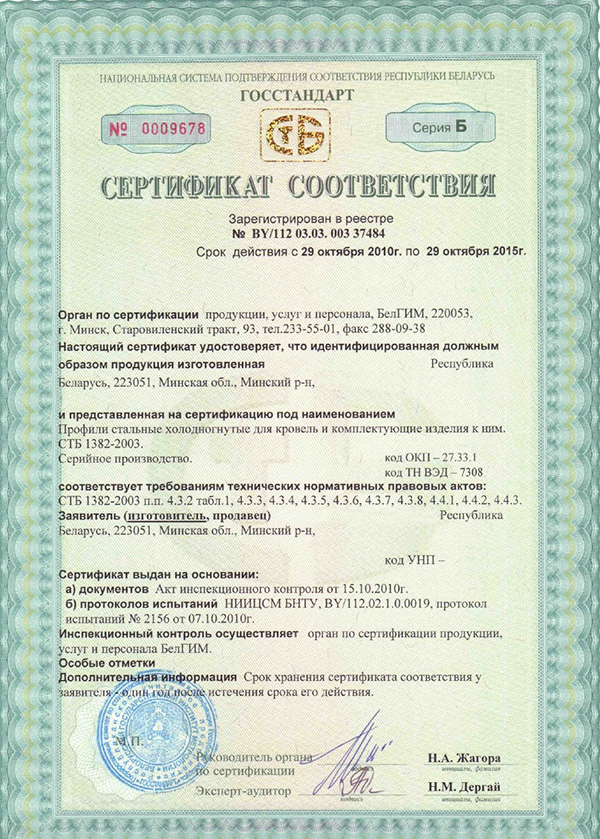 НАЦИОНАЛЬНАЯ СИСТЕМА ПОДТВЕРЖДЕНИЯ СООТВЕТСТВИЯ РЕСПУБЛИКИ БЕЛАРУСЬ
ГОССТАНДАРТ
№ 0009678
СТБ
Серия Б
СЕРТИФИКАТ СООТВЕТСТВИЯ
Зарегистрирован в реестре
№ BY/112 03.03. 003 37484
Срок действия с 29 октября 2010г. по 29 октября 2015г.
Орган по сертификации продукции, услуг и персонала, БелГИМ, 220053,
г. Минск, Старовиленский тракт, 93, тел.233-55-01, факс 288-09-38
Настоящий сертификат удостоверяет, что идентифицированная должным
образом продукция изготовленная Республика
Беларусь, 223051, Минская обл., Минский р-н,
и представленная на сертификацию под наименованием
Профили стальные холодногнутые для кровель и комплектующие изделия к ним.
СТБ 1382-2003.
Серийное производство. код ОКП – 27.33.1
код ТН ВЭД – 7308
соответствует требованиям технических нормативных правовых актов:
СТБ 1382-2003 п.п. 4.3.2 табл.1, 4.3.3, 4.3.4, 4.3.5, 4.3.6, 4.3.7, 4.3.8, 4.4.1, 4.4.2, 4.4.3.
Заявитель (изготовитель, продавец) Республика
Беларусь, 223051, Минская обл., Минский р-н,
код УНП –
Сертификат выдан на основании:
а) документов Акт инспекционного контроля от 15.10.2010г.
б) протоколов испытаний НИИЦСМ БНТУ, BY/112.02.1.0.0019, протокол
испытаний № 2156 от 07.10.2010г.
Инспекционный контроль осуществляет орган по сертификации продукции,
услуг и персонала БелГИМ.
Особые отметки
Дополнительная информация Срок хранения сертификата соответствия у
заявителя - один год после истечения срока его действия.
М.П.
Руководитель органа
по сертификации
подпись
Н.А. Жагора
инициалы, фамилия
Эксперт-аудитор
подпись
Н.М. Дергай
инициалы, фамилия